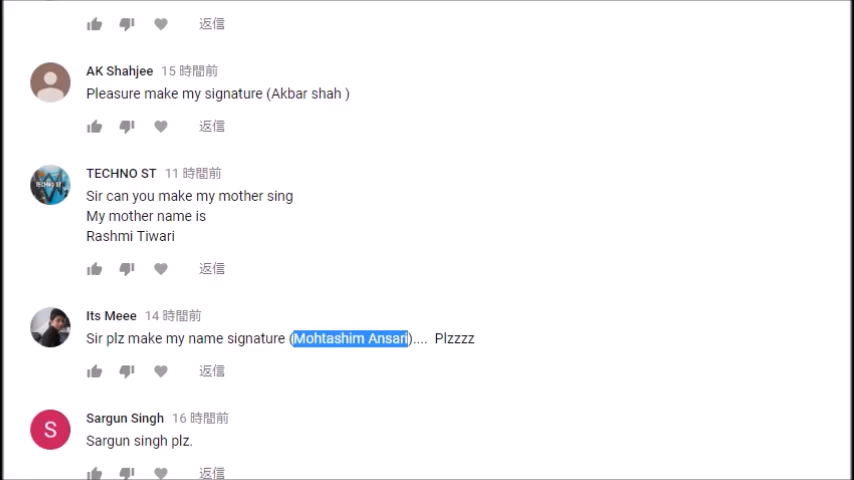 返信
AK Shahjee 15 時間前
Pleasure make my signature (Akbar shah )
返信
TECHNO ST 11 時間前
Sir can you make my mother sing
My mother name is
Rashmi Tiwari
返信
Its Meee 14 時間前
Sir plz make my name signature (Mohtashim Ansari).... Plzzzz
返信
S
Sargun Singh 16 時間前
Sargun singh plz.
返信